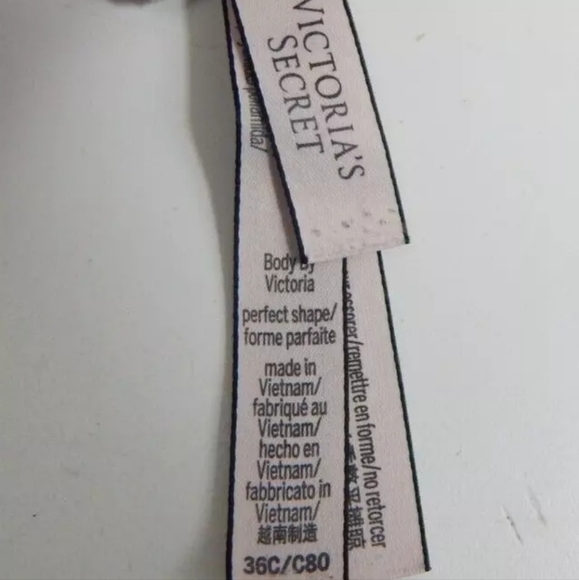 VICTORIA'S
SECRET
Body By
Victoria
perfect shape/
forme parfaite
made in
Vietnam/
fabriqué au
Vietnam/
hecho en
Vietnam/
fabbricato in
Vietnam/
越南制造
36C/C80
essorer/remettre en forme/no retorcer